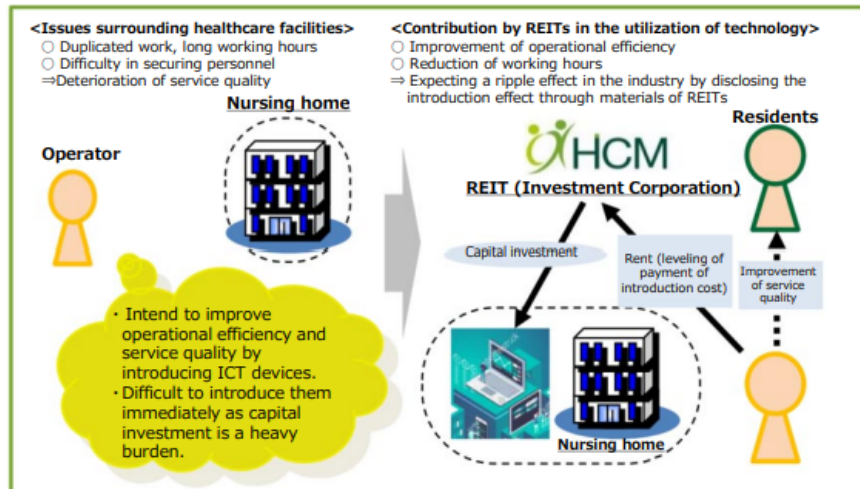 <Issues surrounding healthcare facilities>
○ Duplicated work, long working hours
○ Difficulty in securing personnel
⇒Deterioration of service quality
Nursing home
Operator
・ Intend to improve
operational efficiency and
service quality by
introducing ICT devices.
・Difficult to introduce them
immediately as capital
investment is a heavy
burden.
<Contribution by REITs in the utilization of technology>
○ Improvement of operational efficiency
○ Reduction of working hours
⇒ Expecting a ripple effect in the industry by disclosing the
introduction effect through materials of REITs
Residents
HCM
REIT (Investment Corporation)
Capital investment
Rent (leveling of
payment of
introduction cost)
Improvement
of service
quality
Nursing home